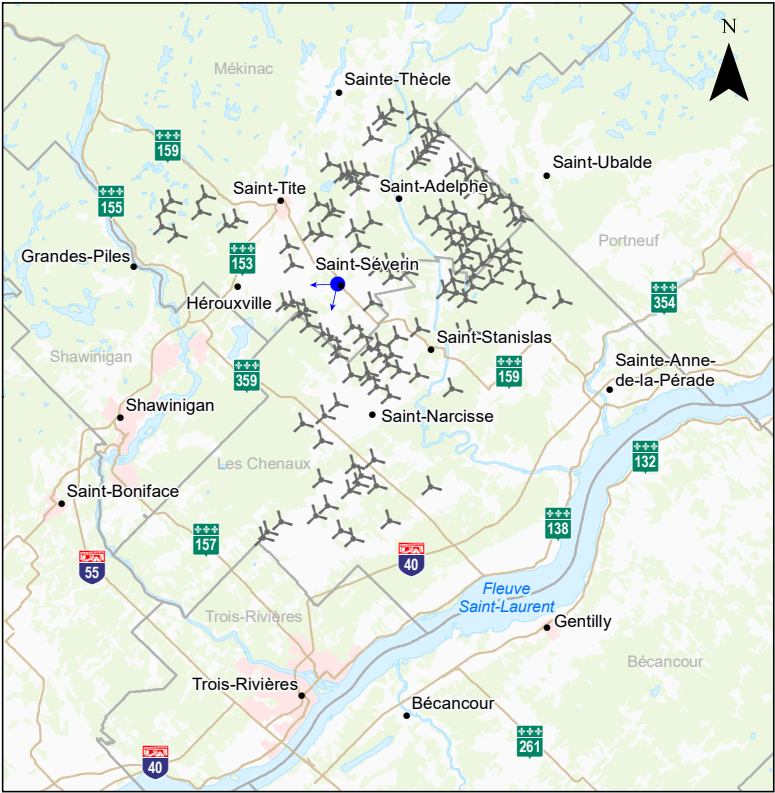 N
Mékinac
Sainte-Thècle
159
Saint-Ubalde
Saint-Tite
Saint-Adelphe
155
Portneuf
Grandes-Piles
153
Saint-Séverin
Hérouxville
354
Saint-Stanislas
Shawinigan
359
159
Sainte-Anne-
de-la-Pérade
Shawinigan
Saint-Narcisse
Les Chenaux
132
Saint-Boniface
157
138
55
40
Fleuve
Saint-Laurent
Trois-Rivières
Gentilly
Bécancour
Trois-Rivières
Bécancour
261
40